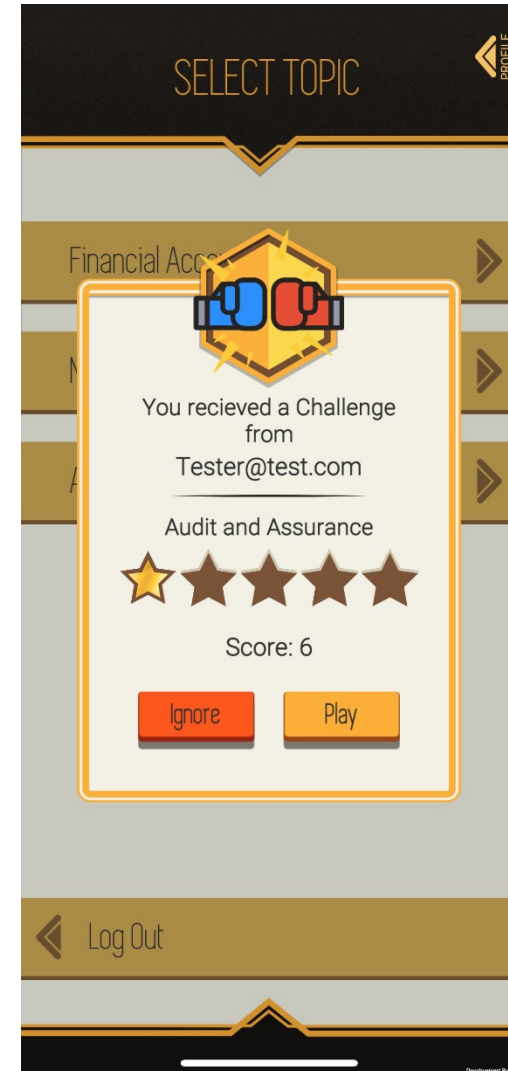 SELECT TOPIC
PROFILE
Financial Acco
You recieved a Challenge
from
Tester@test.com
Audit and Assurance
Score: 6
Ignore
Play
Log Out